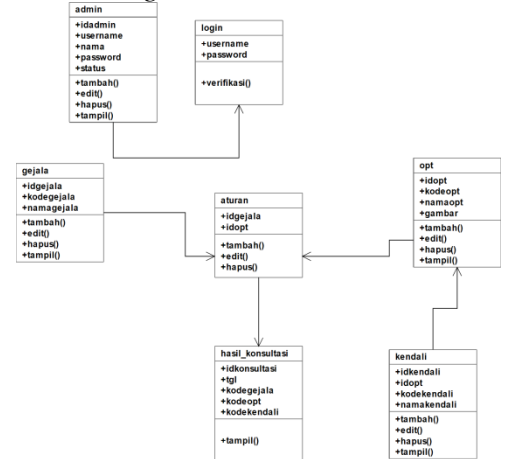 admin
+idadmin
+username
+nama
+password
+status
+tambah()
+edit()
+hapus()
+tampil()
login
+username
+password
+verifikasi()
gejala
+idgejala
+kodegejala
+namagejala
+tambah()
+edit()
+hapus()
+tampil()
aturan
+idgejala
+idopt
+tambah()
+edit()
+hapus()
opt
+idopt
+kodeopt
+namaopt
+gambar
+tambah()
+edit()
+hapus()
+tampil()
hasil_konsultasi
+idkonsultasi
+tgl
+kodegejala
+kodeopt
+kodekendali
+tampil()
kendali
+idkendali
+idopt
+kodekendali
+namakendali
+tambah()
+edit()
+hapus()
+tampil()